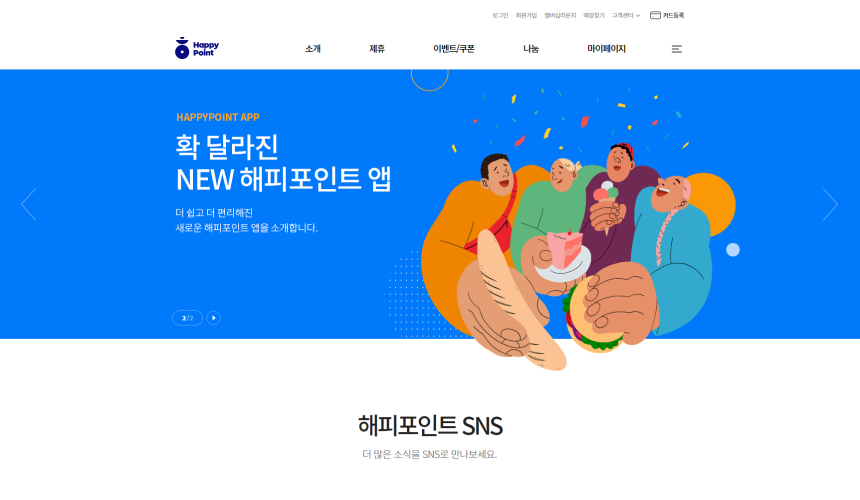 로그인 회원가입 멤버십라운지 매장찾기 고객센터 카드등록
Happy
Point
소개 제휴 이벤트/쿠폰 나눔 마이페이지
HAPPYPOINT APP
확 달라진
NEW 해피포인트 앱
더 쉽고 더 편리해진
새로운 해피포인트 앱을 소개합니다.
2/2
해피포인트 SNS
더 많은 소식을 SNS로 만나보세요.